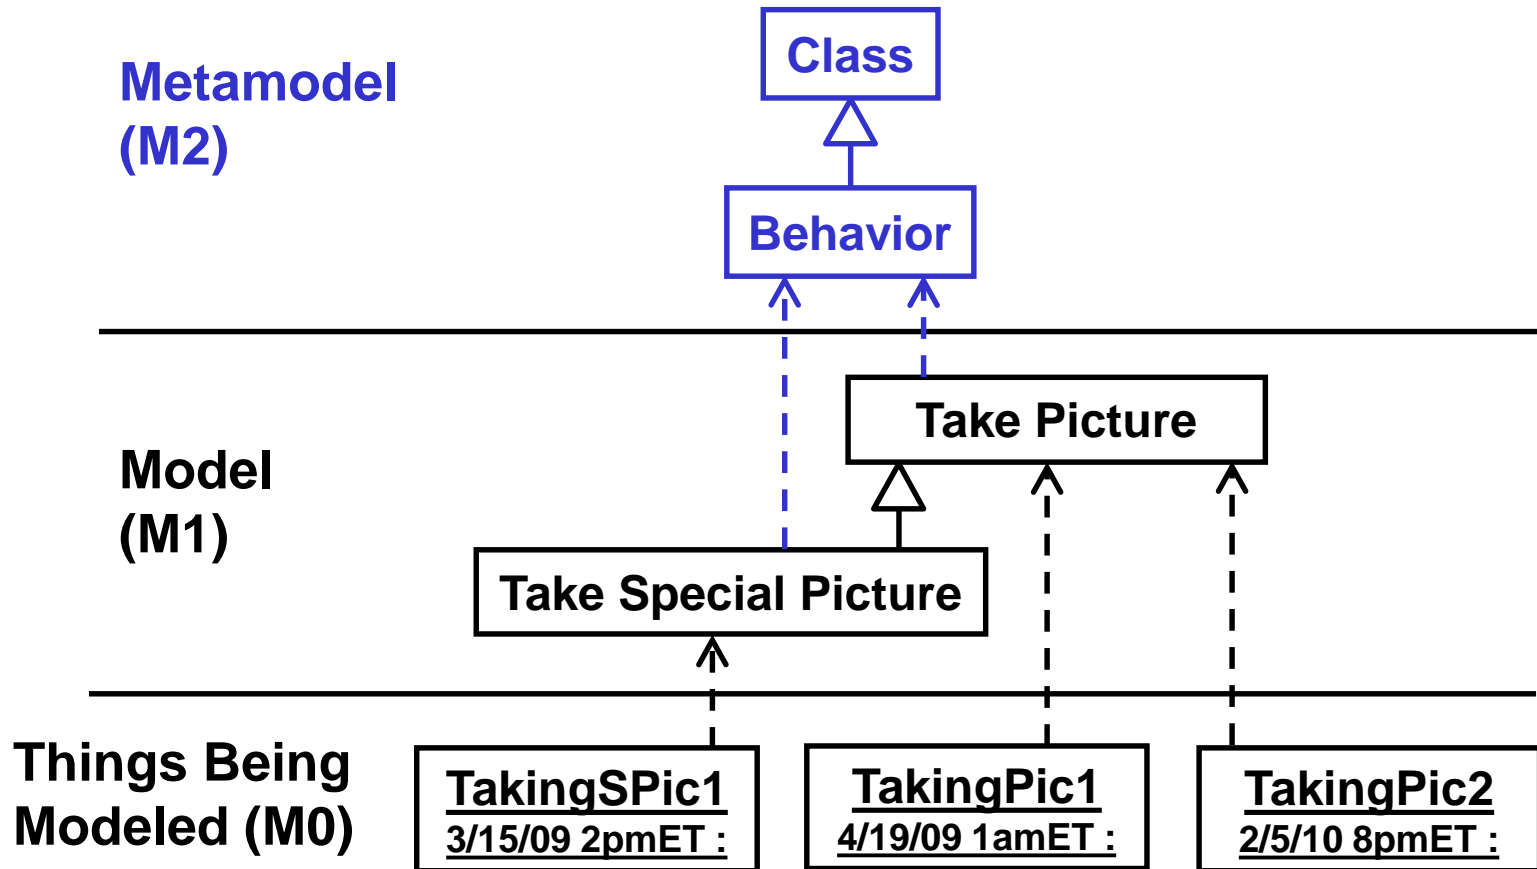 Class
Metamodel
(M2)
Behavior
Take Picture
Model
(M1)
Take Special Picture
Things Being
Modeled (M0)
TakingSPic1
3/15/09 2pmET :
TakingPic1
4/19/09 1amET :
TakingPic2
2/5/10 8pmET :